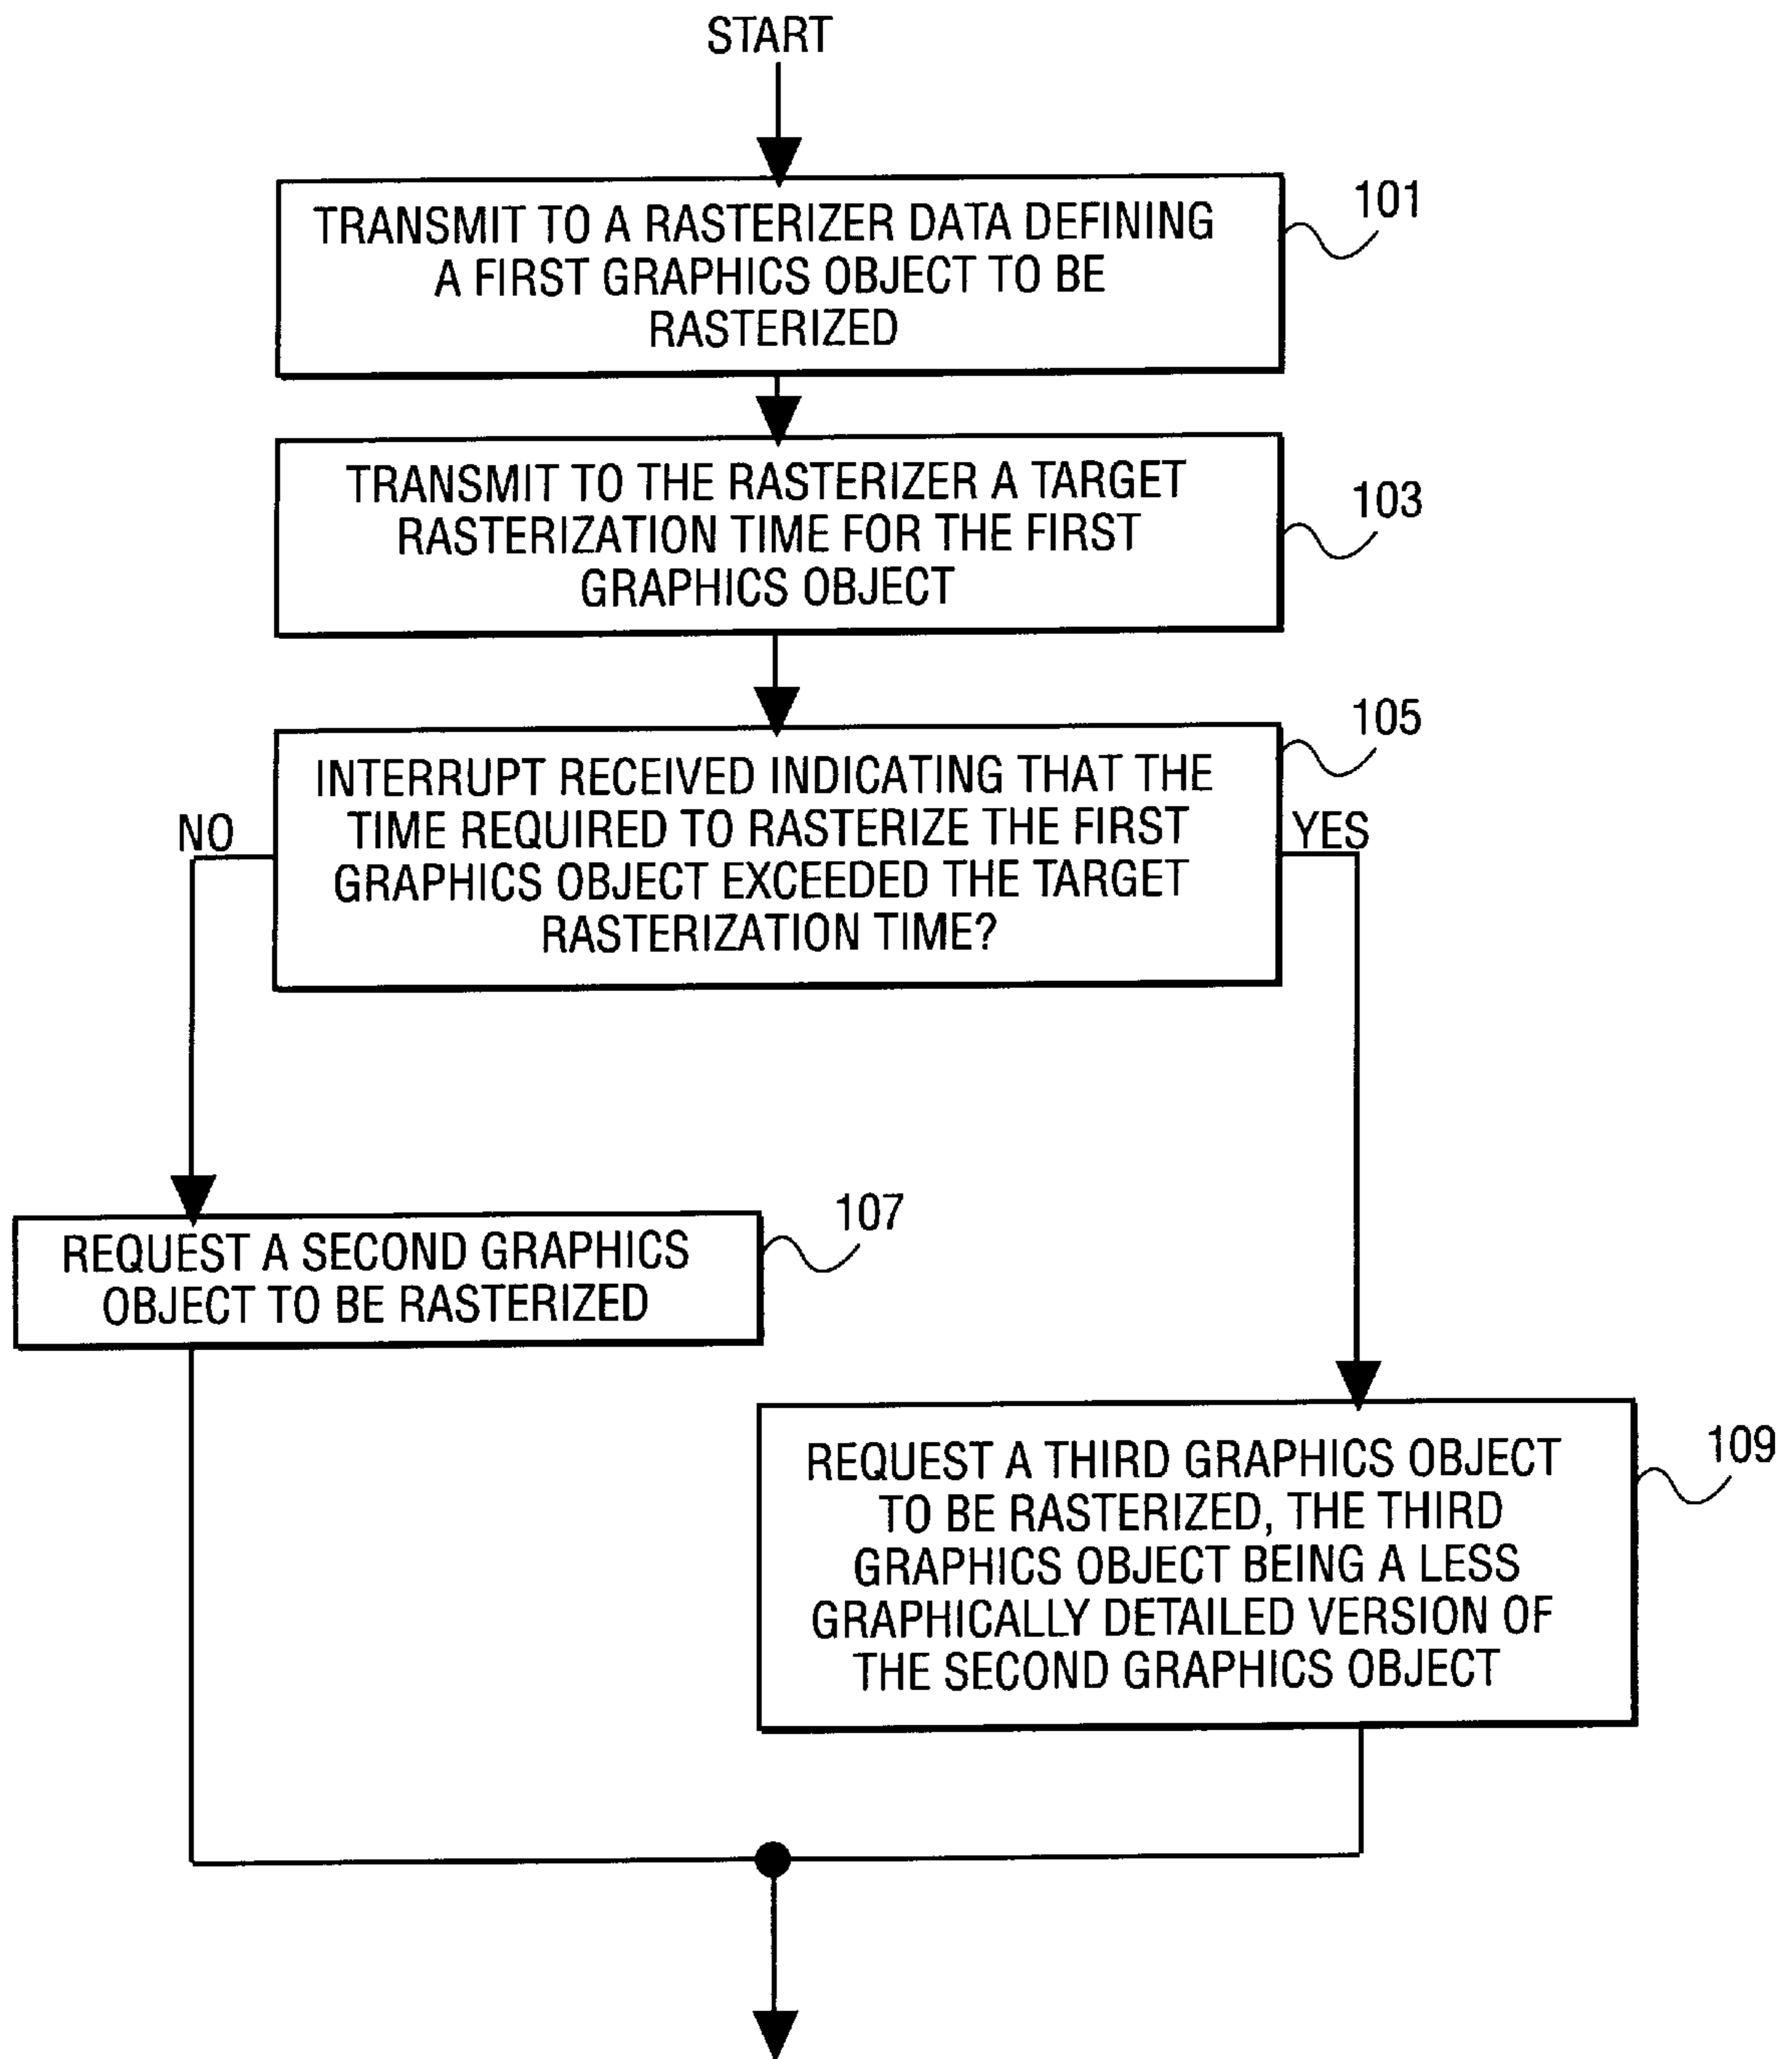 START
TRANSMIT TO A RASTERIZER DATA DEFINING
A FIRST GRAPHICS OBJECT TO BE
RASTERIZED
101
TRANSMIT TO THE RASTERIZER A TARGET
RASTERIZATION TIME FOR THE FIRST
GRAPHICS OBJECT
103
INTERRUPT RECEIVED INDICATING THAT THE
TIME REQUIRED TO RASTERIZE THE FIRST
GRAPHICS OBJECT EXCEEDED THE TARGET
RASTERIZATION TIME?
105
NO
YES
REQUEST A SECOND GRAPHICS
OBJECT TO BE RASTERIZED
107
REQUEST A THIRD GRAPHICS OBJECT
TO BE RASTERIZED, THE THIRD
GRAPHICS OBJECT BEING A LESS
GRAPHICALLY DETAILED VERSION OF
THE SECOND GRAPHICS OBJECT
109